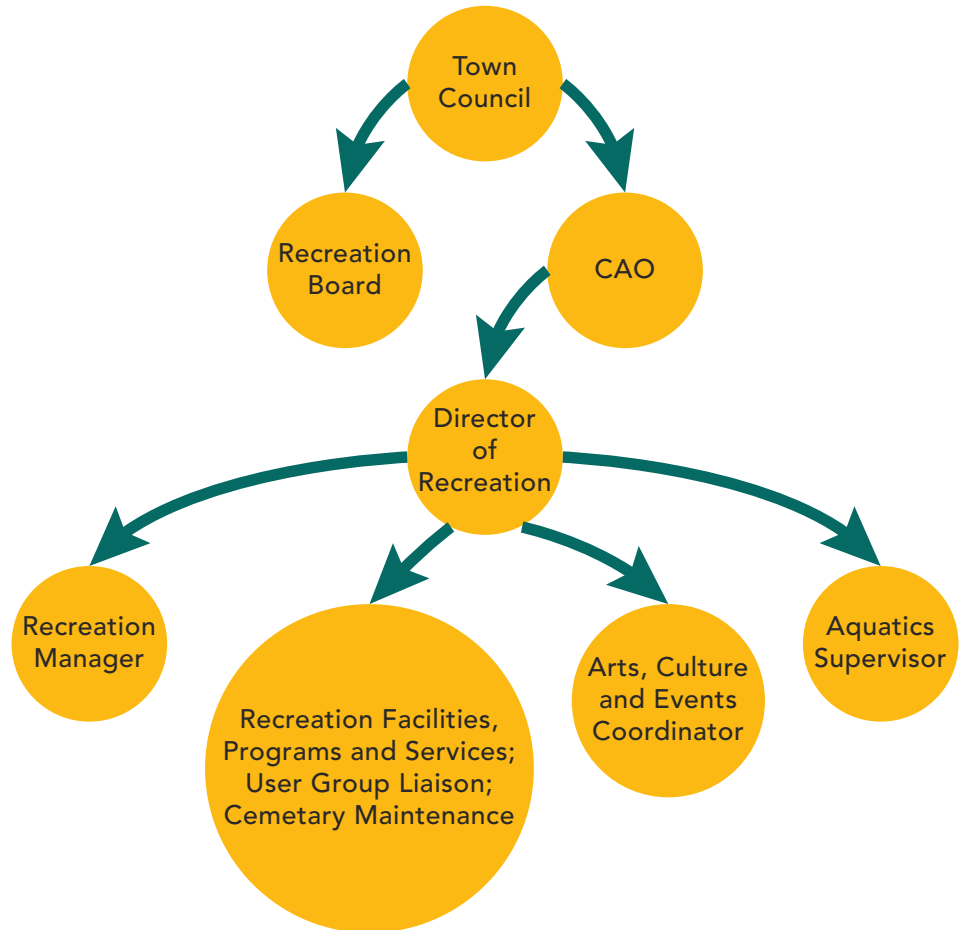 Town
Council
Recreation
Board
CAO
Director
of
Recreation
Recreation
Manager
Recreation Facilities,
Programs and Services;
User Group Liaison;
Cemetary Maintenance
Arts, Culture
and Events
Coordinator
Aquatics
Supervisor